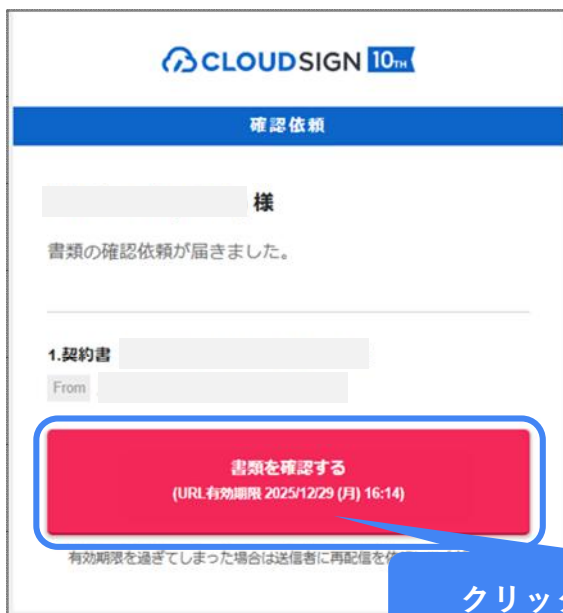 CLOUDSIGN 10TH
確認依頼
様
書類の確認依頼が届きました。
1.契約書
From
書類を確認する
(URL有効期限 2025/12/29 (月) 16:14)
有効期限を過ぎてしまった場合は送信者に再配信を
クリッ